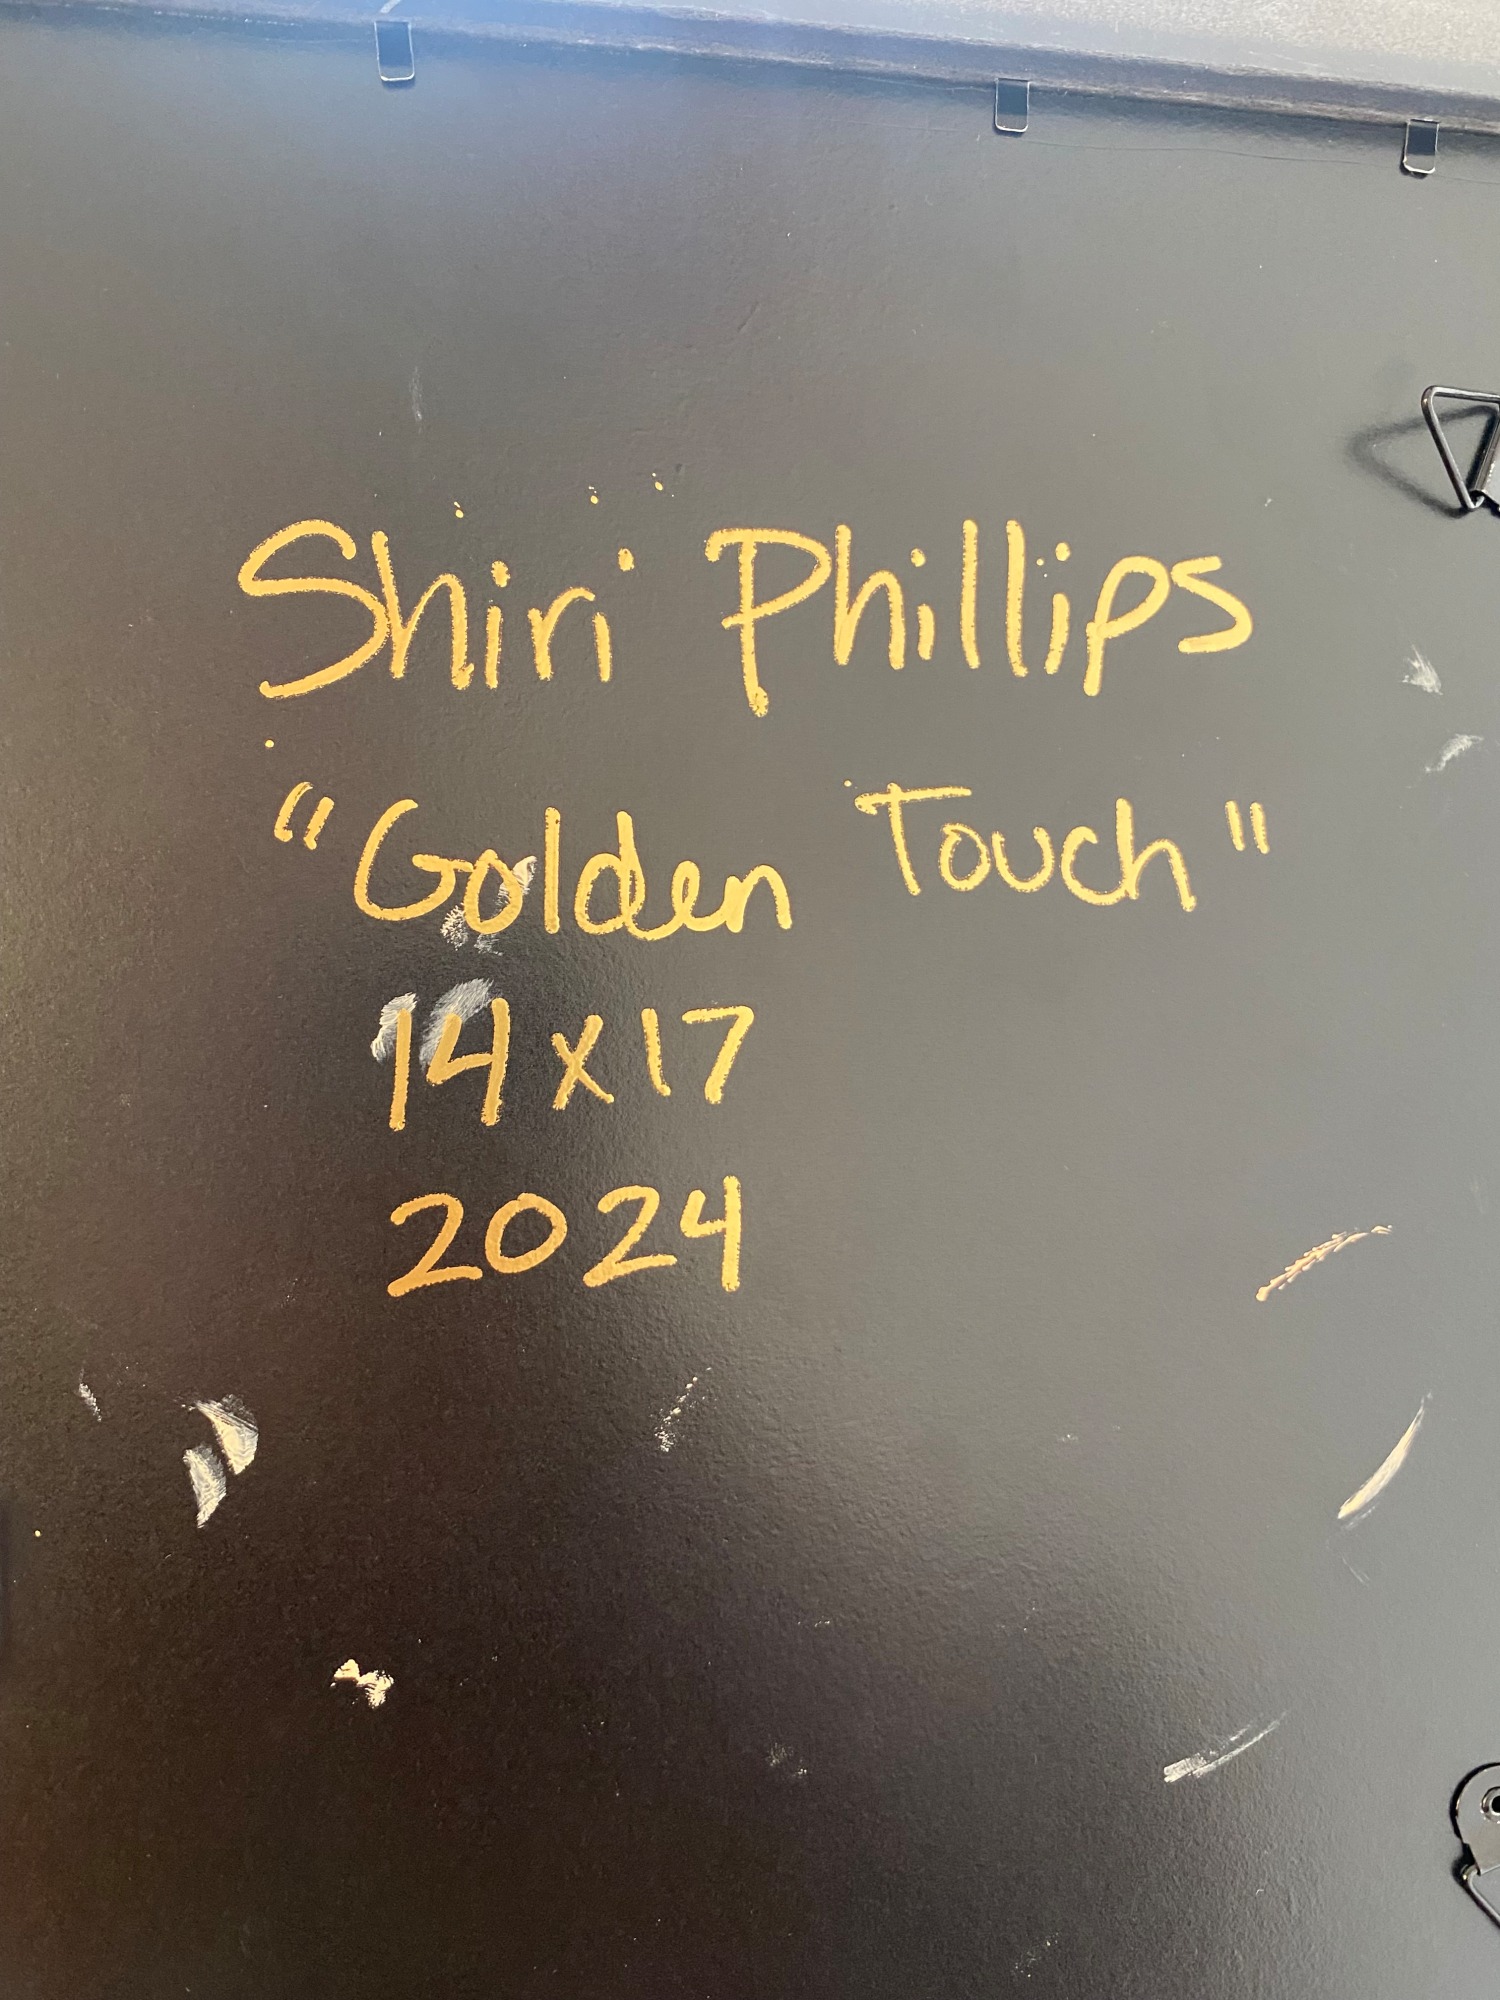 Shiri Phillips
"Golden Touch"
14x17
2024